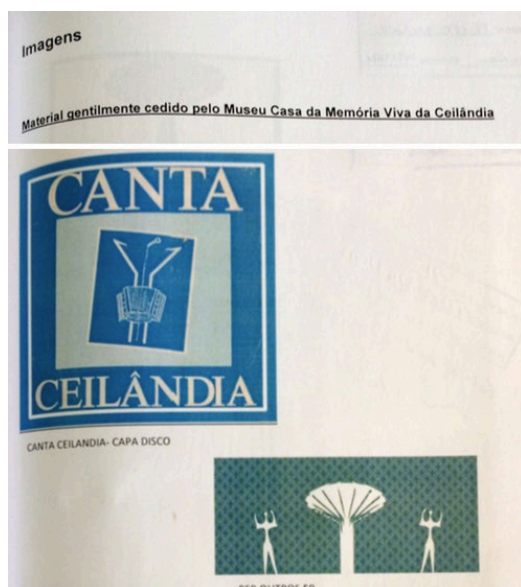 Imagens
Material gentilmente cedido pelo Museu Casa da Memória Viva da Ceilândia
CANTA
CEILÂNDIA
CANTA CEILANDIA- CAPA DISCO